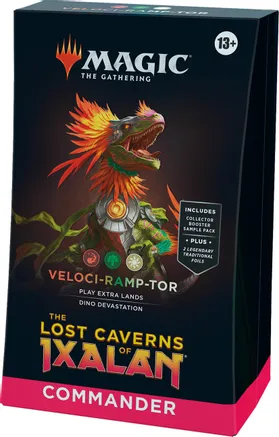 MAGIC
THE GATHERING
13+
INCLUDES
COLLECTOR
BOOSTER
SAMPLE PACK
• PLUS •
2 LEGENDARY
TRADITIONAL
FOILS
VELOCI-RAMP-TOR
PLAY EXTRA LANDS
DINO DEVASTATION
THE
LOST CAVERNS
OF
IXALAN
COMMANDER